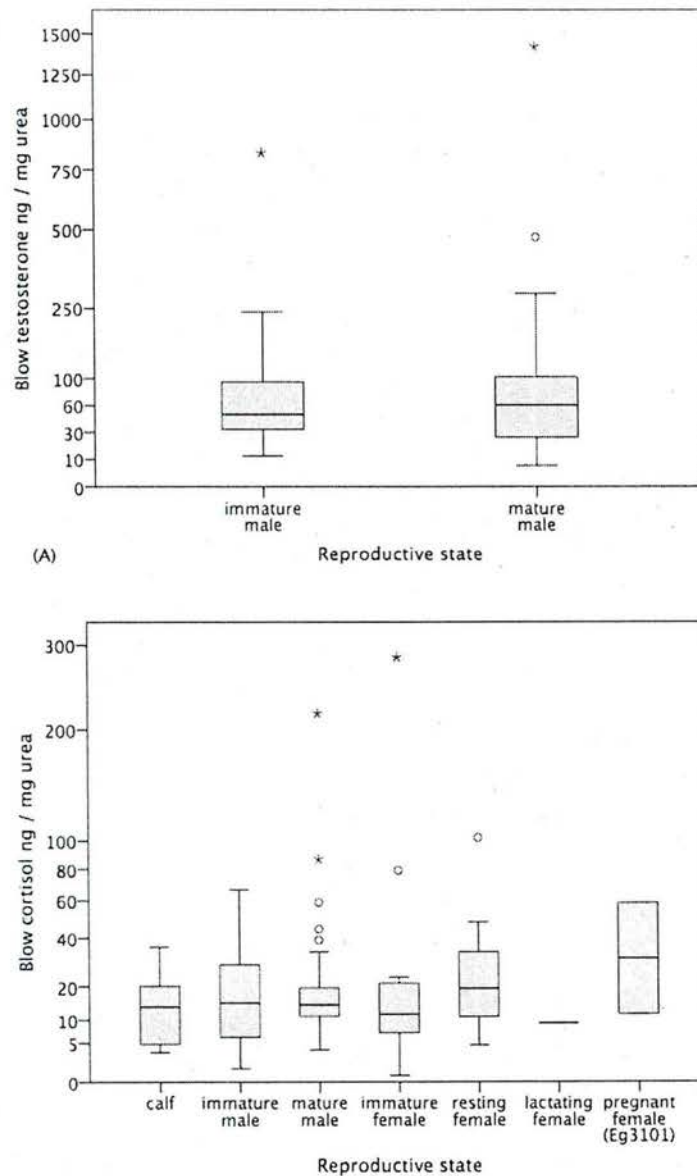 Blow testosterone ng / mg urea
1500
1250
1000
750
500
250
100
60
30
10
0
immature male
mature male
(A)
Reproductive state
Blow cortisol ng / mg urea
300
200
100
80
60
40
20
10
5
0
calf
immature male
mature male
immature female
resting female
lactating female
pregnant female (Eg3101)
Reproductive state